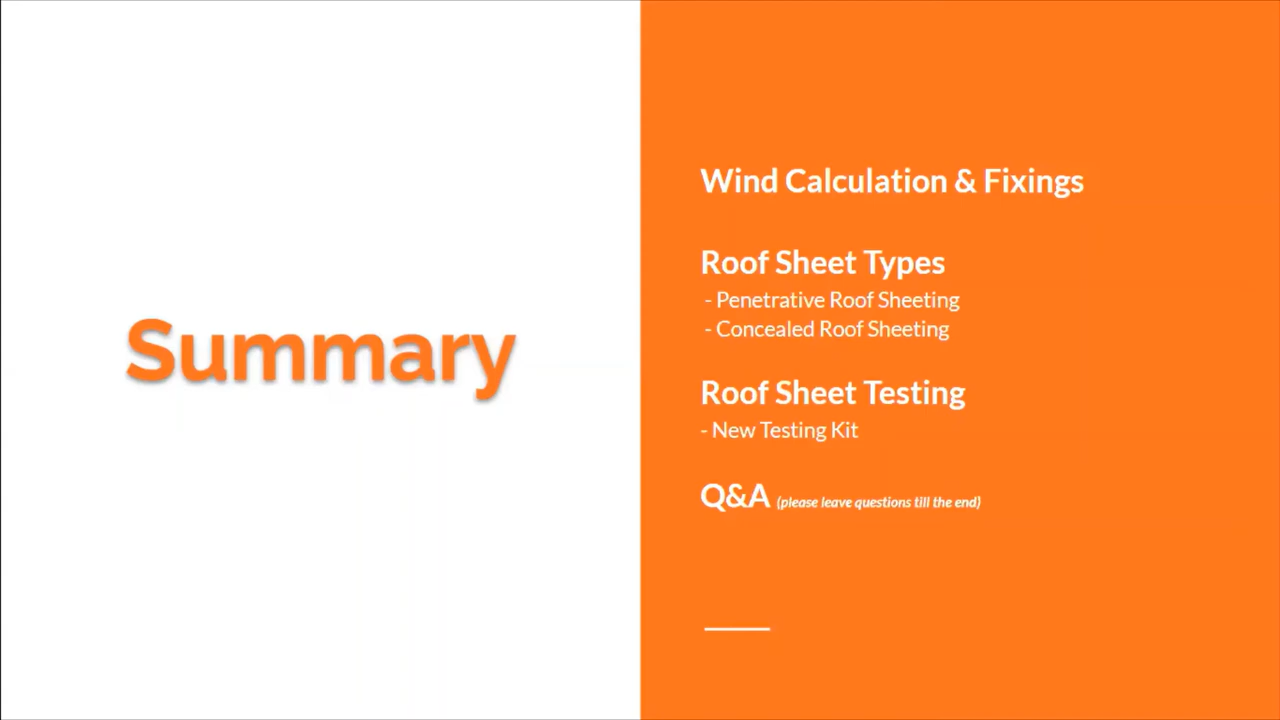 Summary
Wind Calculation & Fixings
Roof Sheet Types
- Penetrative Roof Sheeting
- Concealed Roof Sheeting
Roof Sheet Testing
- New Testing Kit
Q&A (please leave questions till the end)